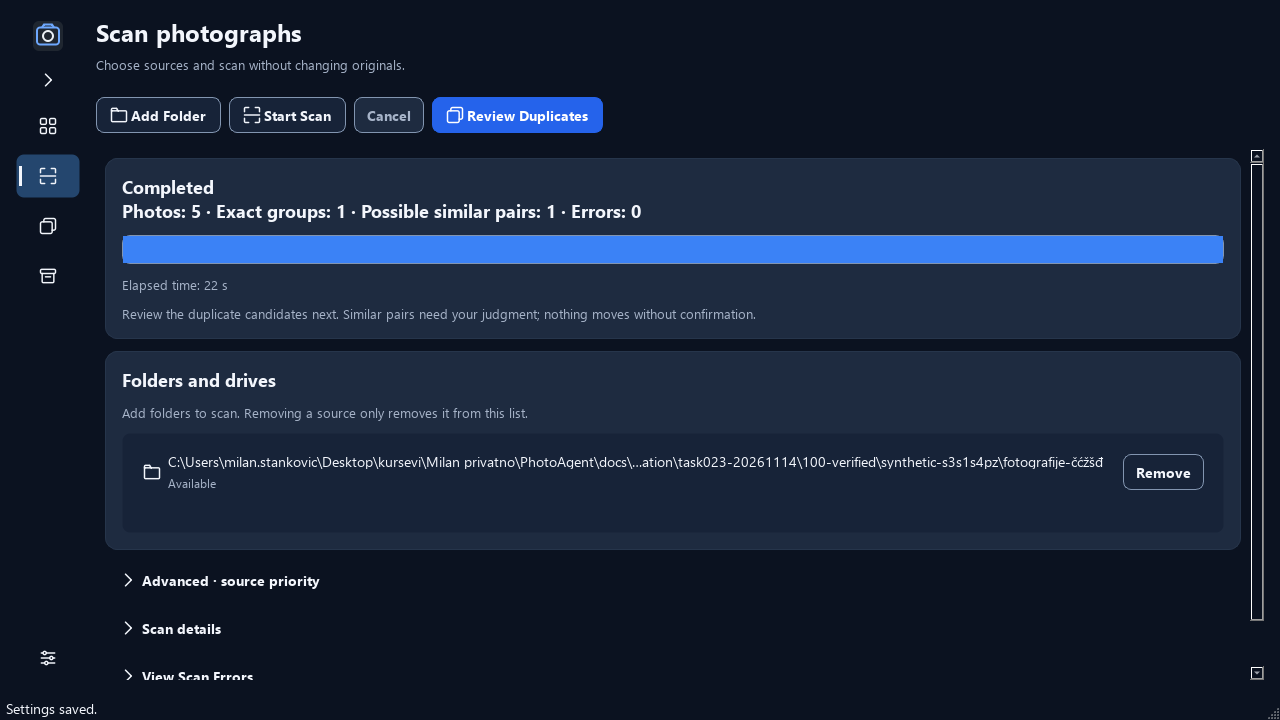 Scan photographs
Choose sources and scan without changing originals.
Add Folder
Start Scan
Cancel
Review Duplicates
Completed
Photos: 5 · Exact groups: 1 · Possible similar pairs: 1 · Errors: 0
Elapsed time: 22 s
Review the duplicate candidates next. Similar pairs need your judgment; nothing moves without confirmation.
Folders and drives
Add folders to scan. Removing a source only removes it from this list.
C:\Users\milan.stankovic\Desktop\kursevi\Milan privatno\PhotoAgent\docs\...ation\task023-20261114\100-verified\synthetic-s3s1s4pz\fotografije-čćžšđ
Available
Remove
Advanced · source priority
Scan details
View Scan Errors
Settings saved.